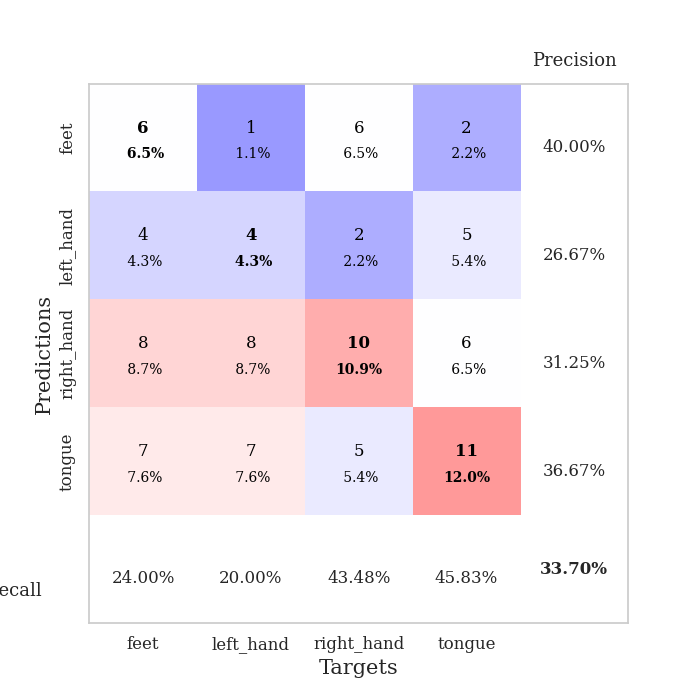 Precision
feet
6 1 6 2
6.5% 1.1% 6.5% 2.2%
40.00%
left_hand
4 4 2 5
4.3% 4.3% 2.2% 5.4%
26.67%
Predictions
right_hand
8 8 10 6
8.7% 8.7% 10.9% 6.5%
31.25%
tongue
7 7 5 11
7.6% 7.6% 5.4% 12.0%
36.67%
ecall
24.00% 20.00% 43.48% 45.83%
33.70%
feet left_hand right_hand tongue
Targets